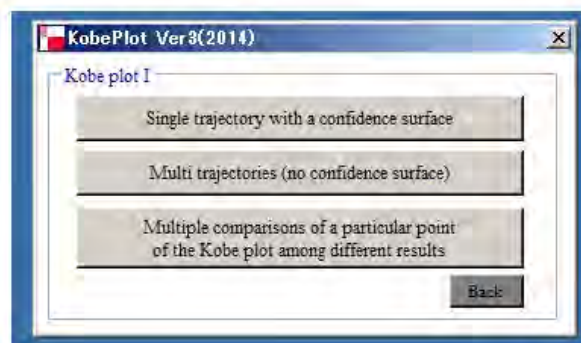 KobePlot Ver3(2014)
Kobe plot I
Single trajectory with a confidence surface
Multi trajectories (no confidence surface)
Multiple comparisons of a particular point
of the Kobe plot among different results
Back